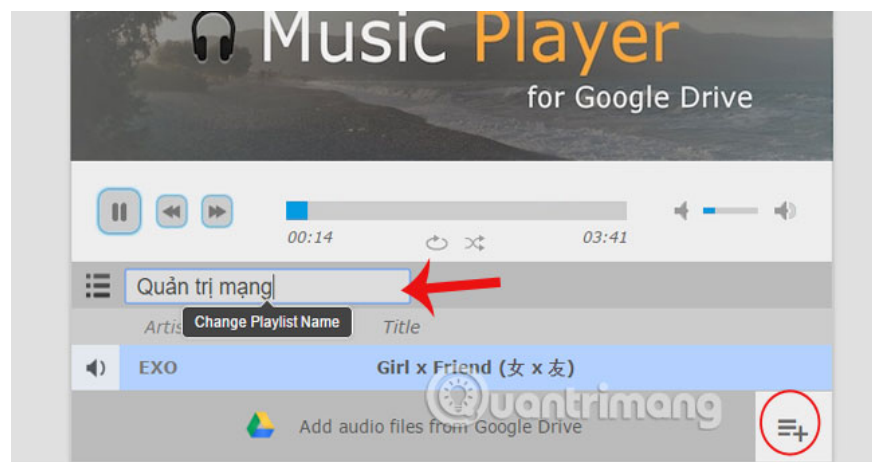 Music Player
for Google Drive
00:14
03:41
Quản trị mạng
Change Playlist Name
Artis
Title
EXO
Girl x Friend (女 x 友)
Quantrimang
Add audio files from Google Drive